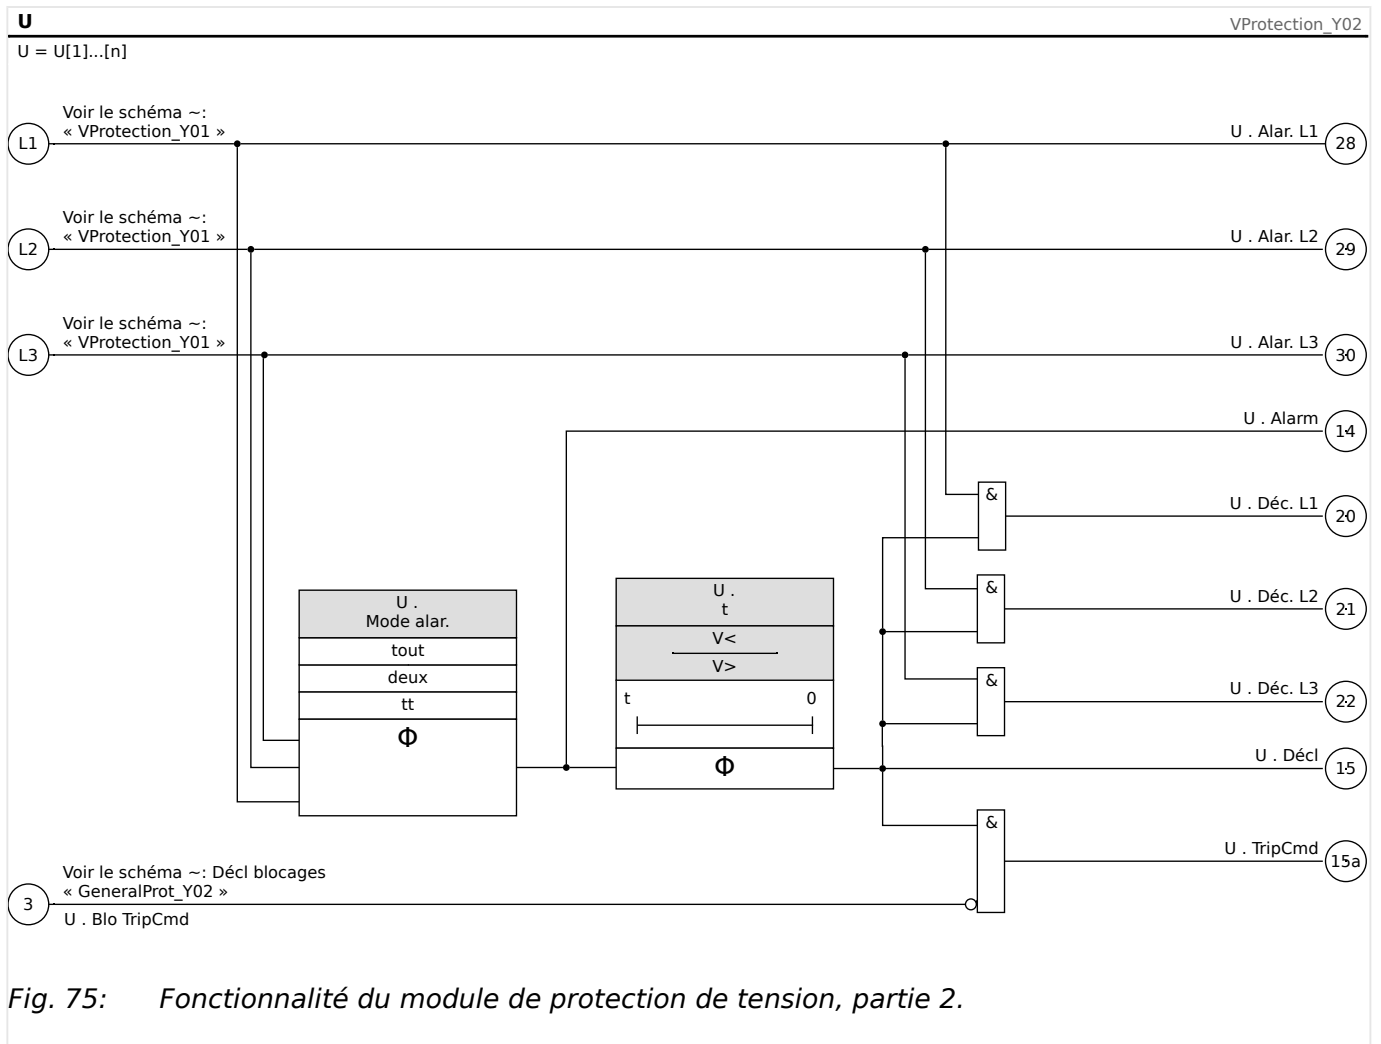 U
VProtection_Y02
U = U[1]...[n]
Voir le schéma ~:
« VProtection_Y01 »
L1
U . Alar. L1
28
Voir le schéma ~:
« VProtection_Y01 »
L2
U . Alar. L2
29
Voir le schéma ~:
« VProtection_Y01 »
L3
U . Alar. L3
30
U . Alarm
14
&
U . Déc. L1
20
&
U . Déc. L2
21
&
U . Déc. L3
22
U .
Mode alar.
tout
deux
tt
Φ
U .
t
V<
V>
t 0
Φ
U . Décl
15
&
U . TripCmd
15a
Voir le schéma ~: Décl blocages
« GeneralProt_Y02 »
3
U . Blo TripCmd
Fig. 75: Fonctionnalité du module de protection de tension, partie 2.